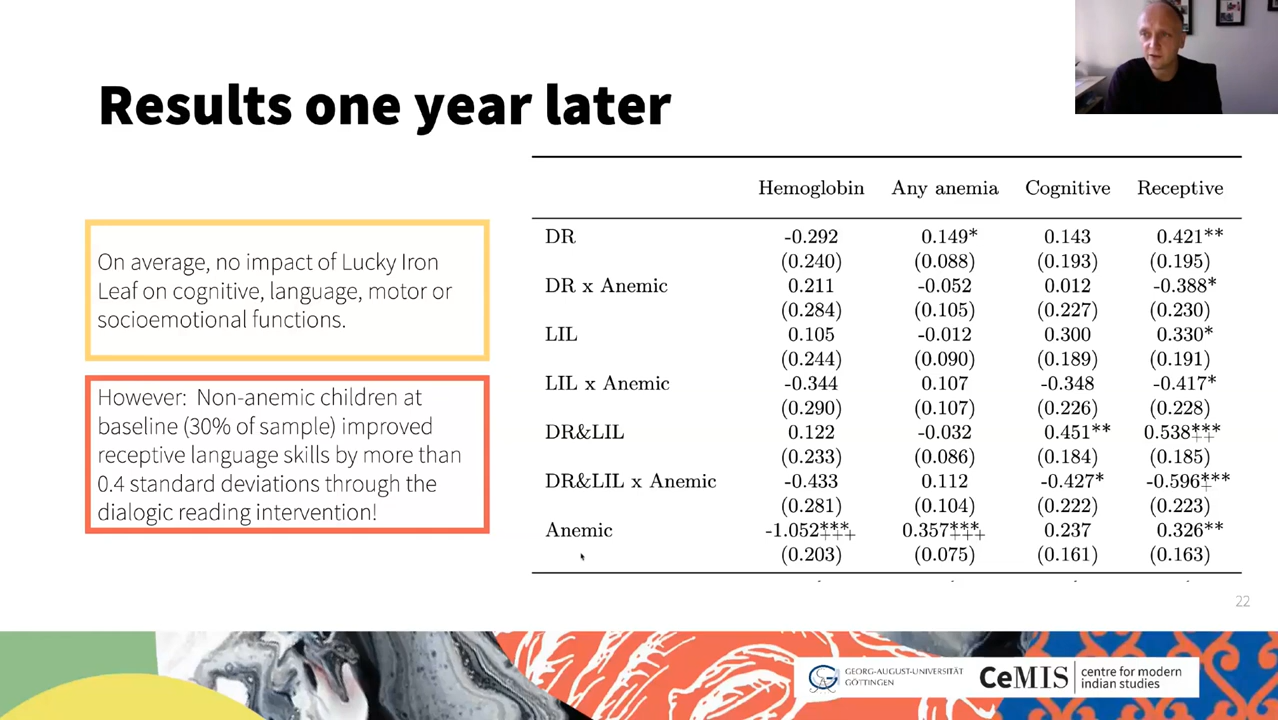 Results one year later
On average, no impact of Lucky Iron
Leaf on cognitive, language, motor or
socioemotional functions.
However: Non-anemic children at
baseline (30% of sample) improved
receptive language skills by more than
0.4 standard deviations through the
dialogic reading intervention!
Hemoglobin Any anemia Cognitive Receptive
DR -0.292 0.149* 0.143 0.421**
(0.240) (0.088) (0.193) (0.195)
DR x Anemic 0.211 -0.052 0.012 -0.388*
(0.284) (0.105) (0.227) (0.230)
LIL 0.105 -0.012 0.300 0.330*
(0.244) (0.090) (0.189) (0.191)
LIL x Anemic -0.344 0.107 -0.348 -0.417*
(0.290) (0.107) (0.226) (0.228)
DR&LIL 0.122 -0.032 0.451** 0.538***++
(0.233) (0.086) (0.184) (0.185)
DR&LIL x Anemic -0.433 0.112 -0.427* -0.596***+
(0.281) (0.104) (0.222) (0.223)
Anemic -1.052***+++ 0.357***+++ 0.237 0.326**
(0.203) (0.075) (0.161) (0.163)
22
GEORG-AUGUST-UNIVERSITÄT
GÖTTINGEN
CeMIS
centre for modern
indian studies